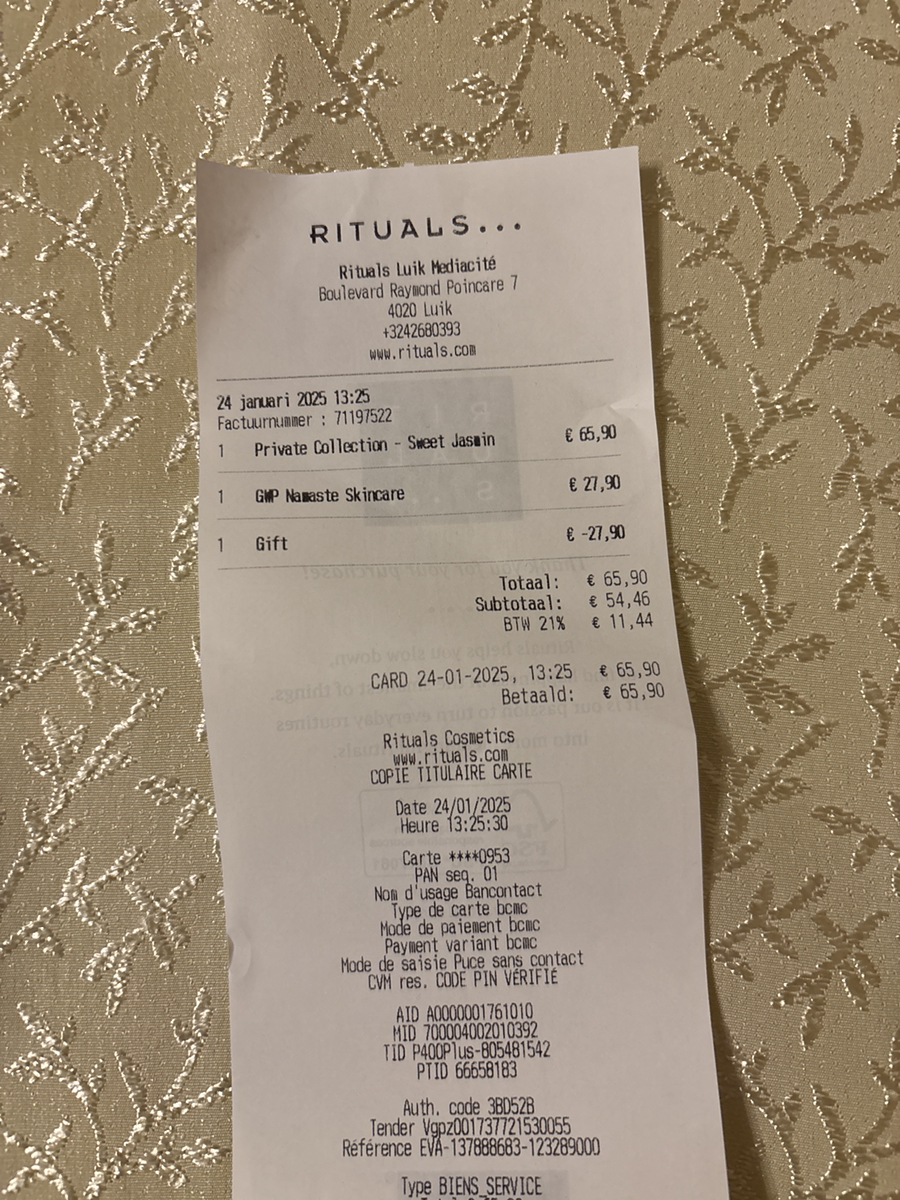 RITUALS...
Rituals Luik Mediacité
Boulevard Raymond Poincare 7
4020 Luik
+3242680393
www.rituals.com
24 januari 2025 13:25
Factuurnummer : 71197522
1 Private Collection - Sweet Jasmin € 65,90
1 GWP Namaste Skincare € 27,90
1 Gift € -27,90
Totaal: € 65,90
Subtotaal: € 54,46
BTW 21% € 11,44
CARD 24-01-2025, 13:25 € 65,90
Betaald: € 65,90
Rituals Cosmetics
www.rituals.com
COPIE TITULAIRE CARTE
Date 24/01/2025
Heure 13:25:30
Carte ****0953
PAN seq. 01
Nom d'usage Bancontact
Type de carte bcmc
Mode de paiement bcmc
Payment variant bcmc
Mode de saisie Puce sans contact
CVM res. CODE PIN VÉRIFIÉ
AID A0000001761010
MID 700004002010392
TID P400Plus-805481542
PTID 66658183
Auth. code 3BD52B
Tender Vgpz001737721530055
Référence EVA-137888683-123289000
Type BIENS_SERVICE